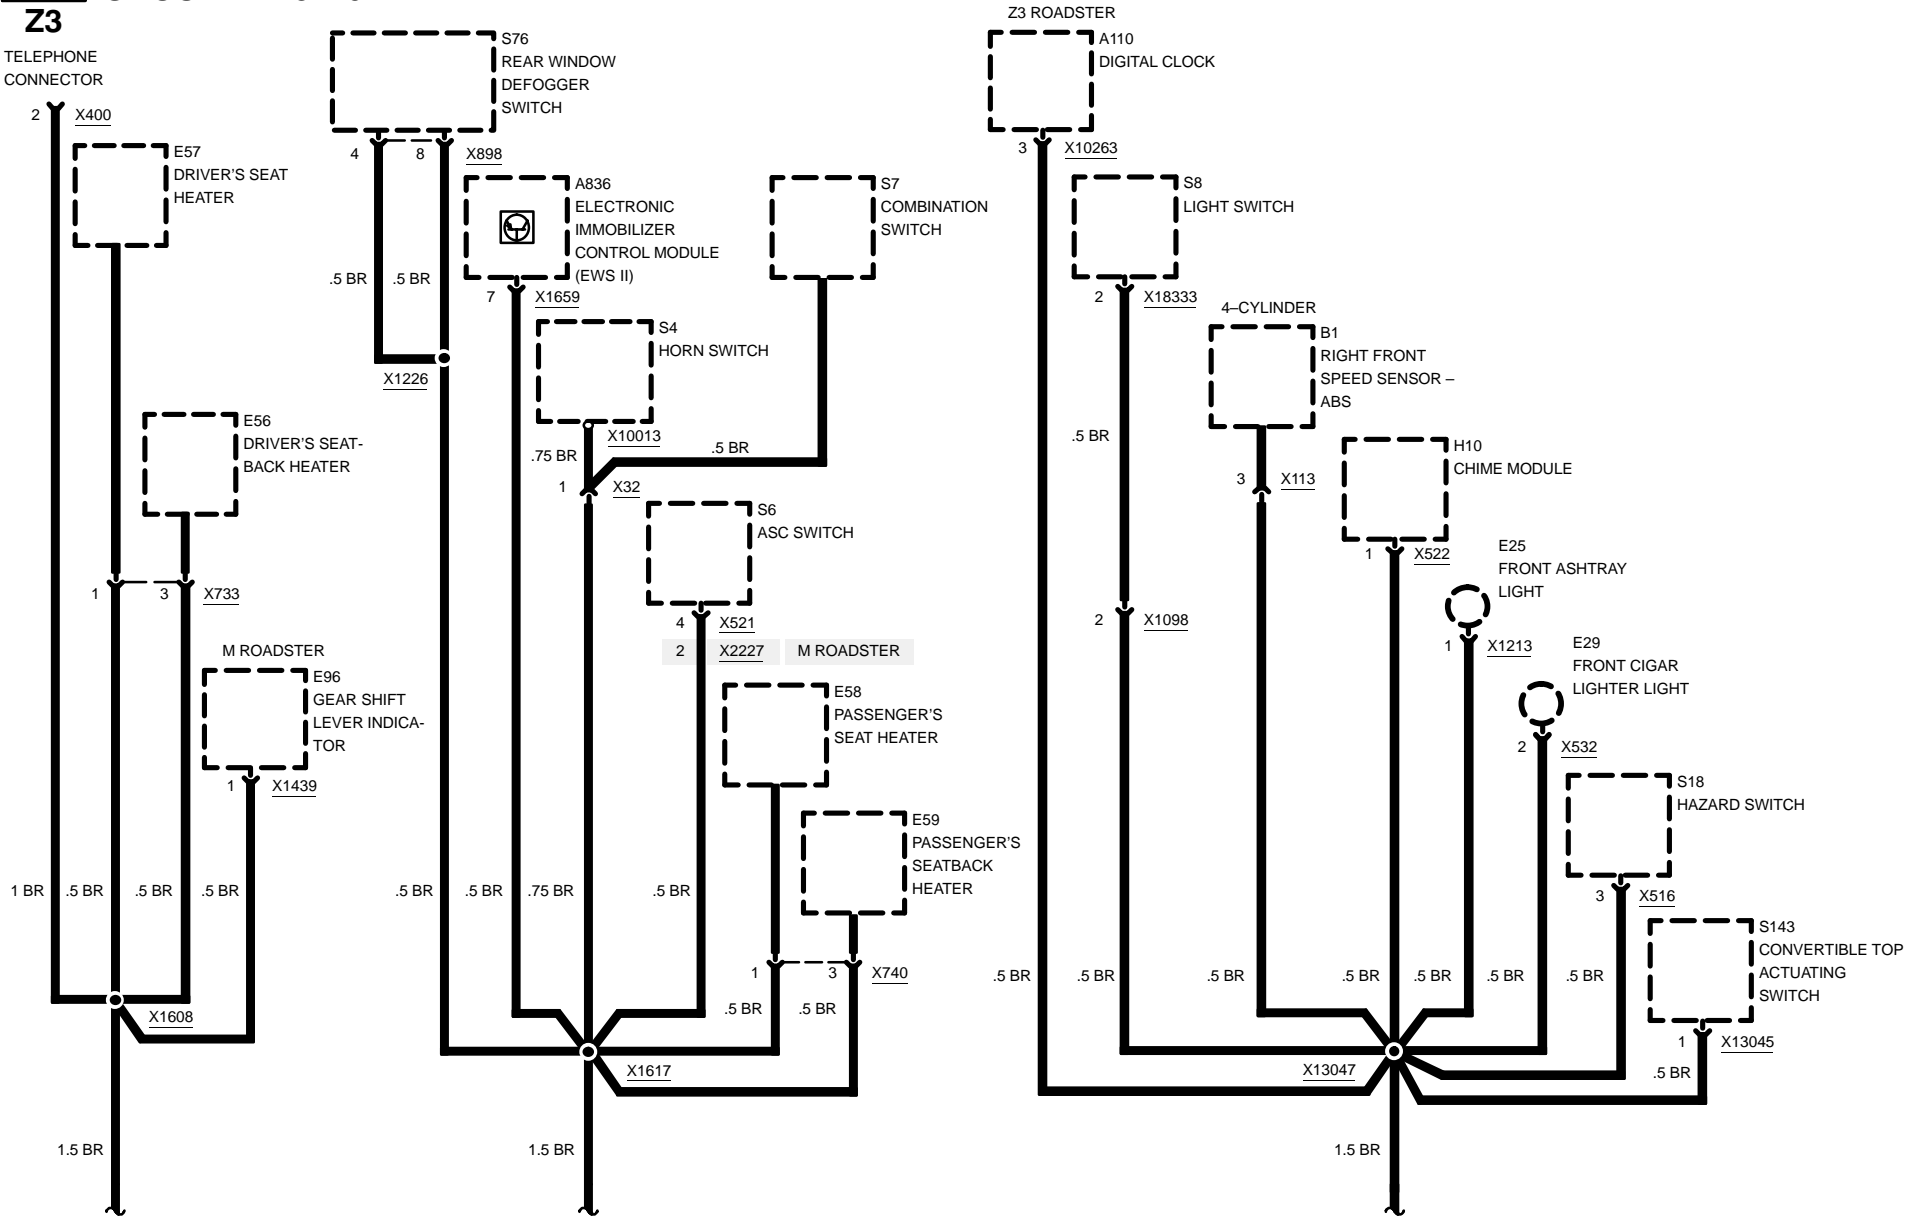 Z3
TELEPHONE
CONNECTOR
2 X400
E57
DRIVER'S SEAT
HEATER
E56
DRIVER'S SEAT-
BACK HEATER
1 3 X733
M ROADSTER
E96
GEAR SHIFT
LEVER INDICA-
TOR
1 X1439
1 BR .5 BR .5 BR .5 BR
X1608
1.5 BR
S76
REAR WINDOW
DEFOGGER
SWITCH
4 8 X898
.5 BR .5 BR
X1226
A836
ELECTRONIC
IMMOBILIZER
CONTROL MODULE
(EWS II)
7 X1659
S7
COMBINATION
SWITCH
S4
HORN SWITCH
X10013
.75 BR .5 BR
1 X32
S6
ASC SWITCH
4 X521
2 X2227 M ROADSTER
E58
PASSENGER'S
SEAT HEATER
E59
PASSENGER'S
SEATBACK
HEATER
.5 BR .5 BR .75 BR .5 BR
1 3 X740
.5 BR .5 BR
X1617
1.5 BR
Z3 ROADSTER
A110
DIGITAL CLOCK
3 X10263
S8
LIGHT SWITCH
2 X18333
.5 BR
2 X1098
4–CYLINDER
B1
RIGHT FRONT
SPEED SENSOR –
ABS
3 X113
H10
CHIME MODULE
1 X522
E25
FRONT ASHTRAY
LIGHT
1 X1213
E29
FRONT CIGAR
LIGHTER LIGHT
2 X532
S18
HAZARD SWITCH
3 X516
S143
CONVERTIBLE TOP
ACTUATING
SWITCH
1 X13045
.5 BR .5 BR .5 BR .5 BR .5 BR .5 BR .5 BR
.5 BR
X13047
1.5 BR